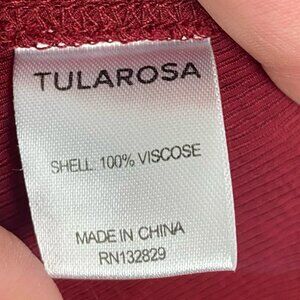 TULAROSA
SHELL: 100% VISCOSE
MADE IN CHINA
RN132829